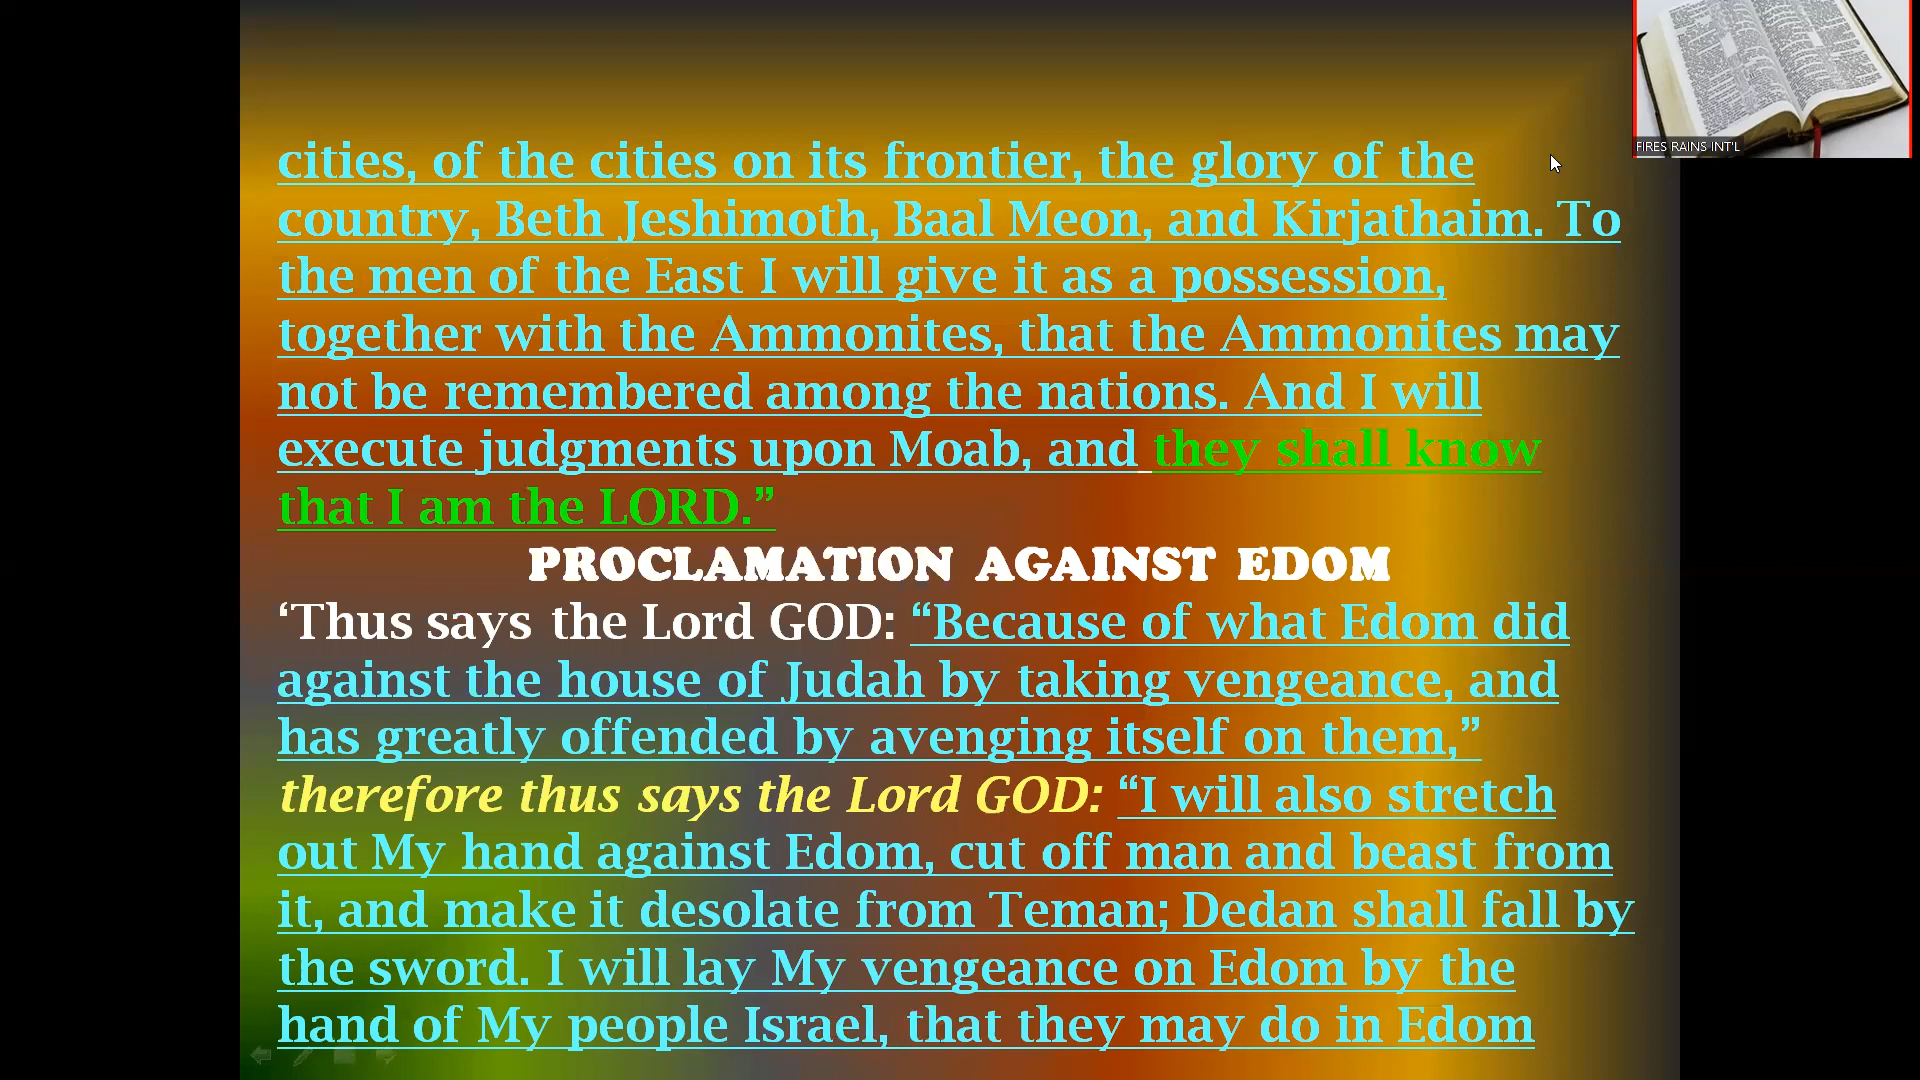 cities, of the cities on its frontier, the glory of the
country, Beth Jeshimoth, Baal Meon, and Kirjathaim. To
the men of the East I will give it as a possession,
together with the Ammonites, that the Ammonites may
not be remembered among the nations. And I will
execute judgments upon Moab, and they shall know
that I am the LORD.”
PROCLAMATION AGAINST EDOM
‘Thus says the Lord GOD: “Because of what Edom did
against the house of Judah by taking vengeance, and
has greatly offended by avenging itself on them,”
therefore thus says the Lord GOD: “I will also stretch
out My hand against Edom, cut off man and beast from
it, and make it desolate from Teman; Dedan shall fall by
the sword. I will lay My vengeance on Edom by the
hand of My people Israel, that they may do in Edom
FIRES RAINS INT'L